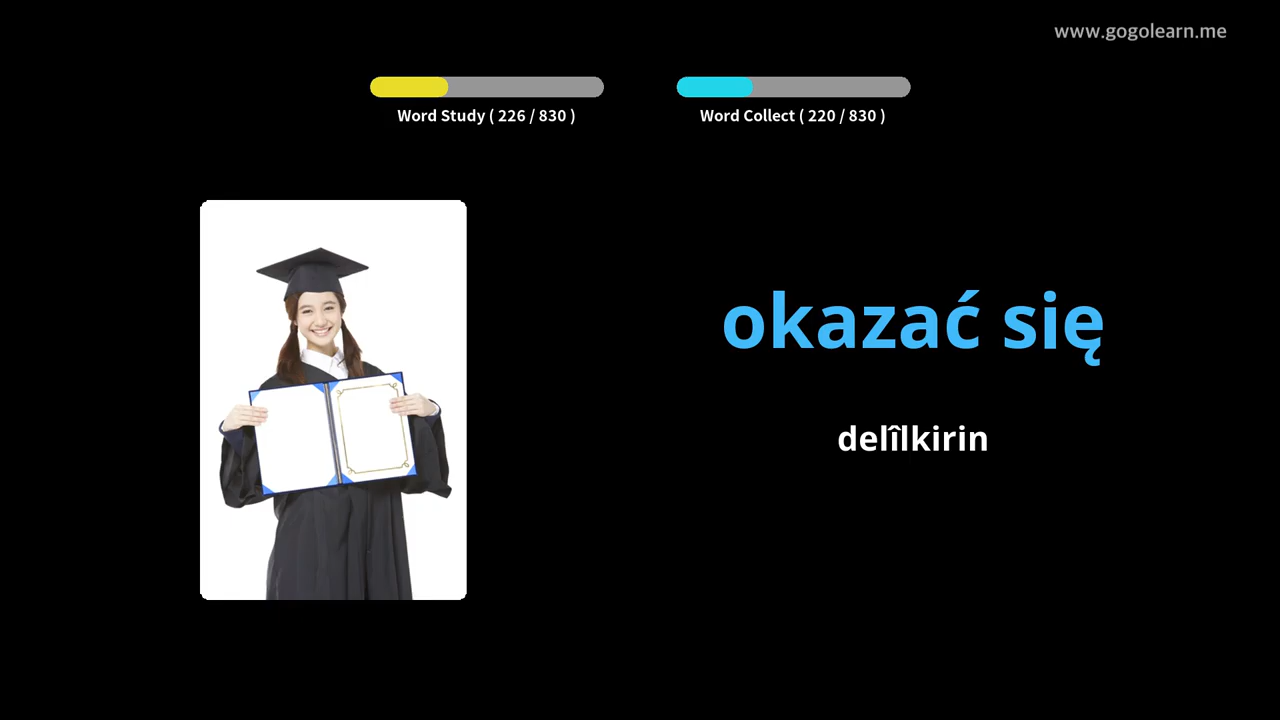 www.gogolearn.me
Word Study ( 226 / 830 )
Word Collect ( 220 / 830 )
okazać się
delîlkirin